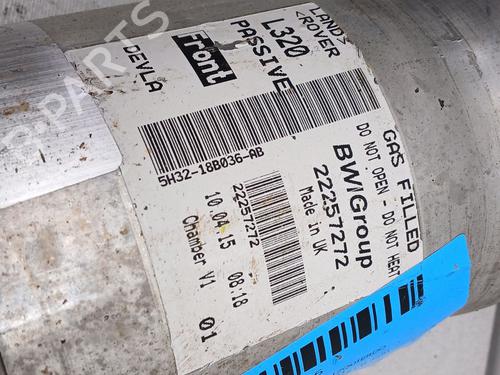 LAND
ROVER
L320
PASSIVE
Front
DEVLA
5H32-18B036-AB
GAS FILLED
DO NOT OPEN - DO NOT HEAT
BWIGroup
22257272
Made in UK
22257272
10.04.15 08:18
Chamber V1 01